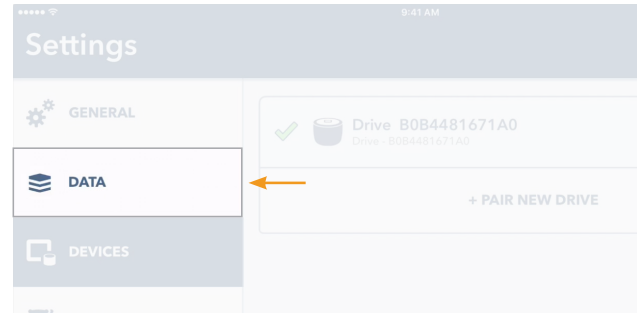 9:41 AM
Settings
GENERAL
Drive B0B4481671A0
Drive - B0B4481671A0
DATA
+ PAIR NEW DRIVE
DEVICES